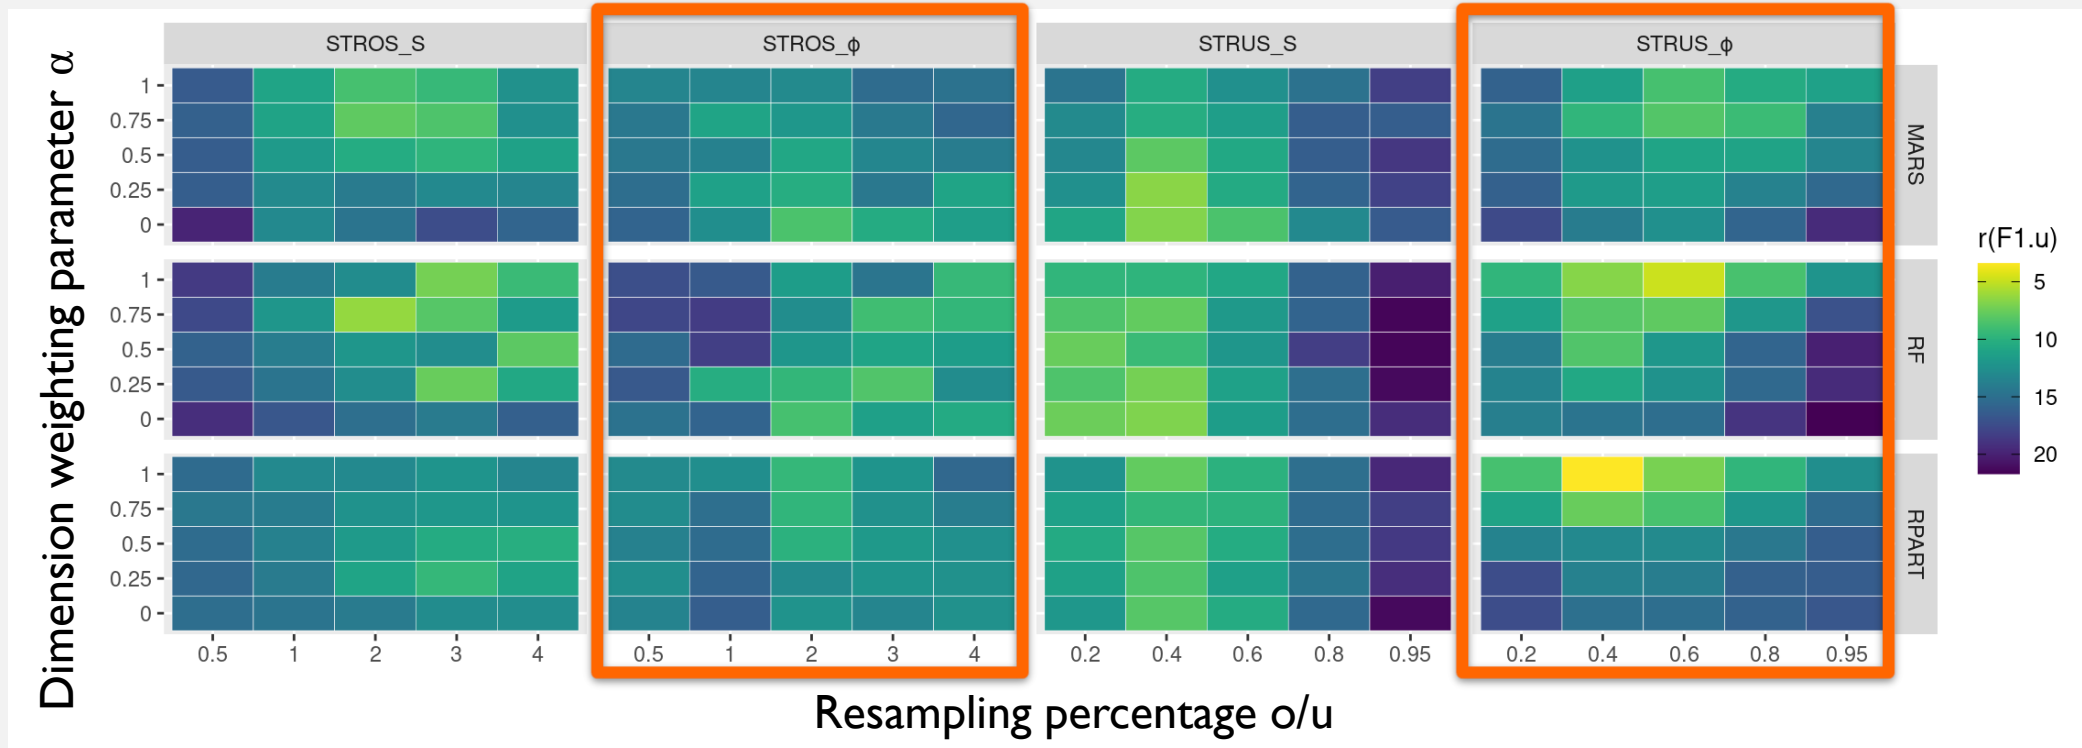 STROS_S STROS_ϕ STRUS_S STRUS_ϕ
Dimension weighting parameter α
1
0.75
0.5
0.25
0
MARS
1
0.75
0.5
0.25
0
RF
1
0.75
0.5
0.25
0
RPART
0.5 1 2 3 4 0.5 1 2 3 4 0.2 0.4 0.6 0.8 0.95 0.2 0.4 0.6 0.8 0.95
Resampling percentage o/u
r(F1.u)
5
10
15
20